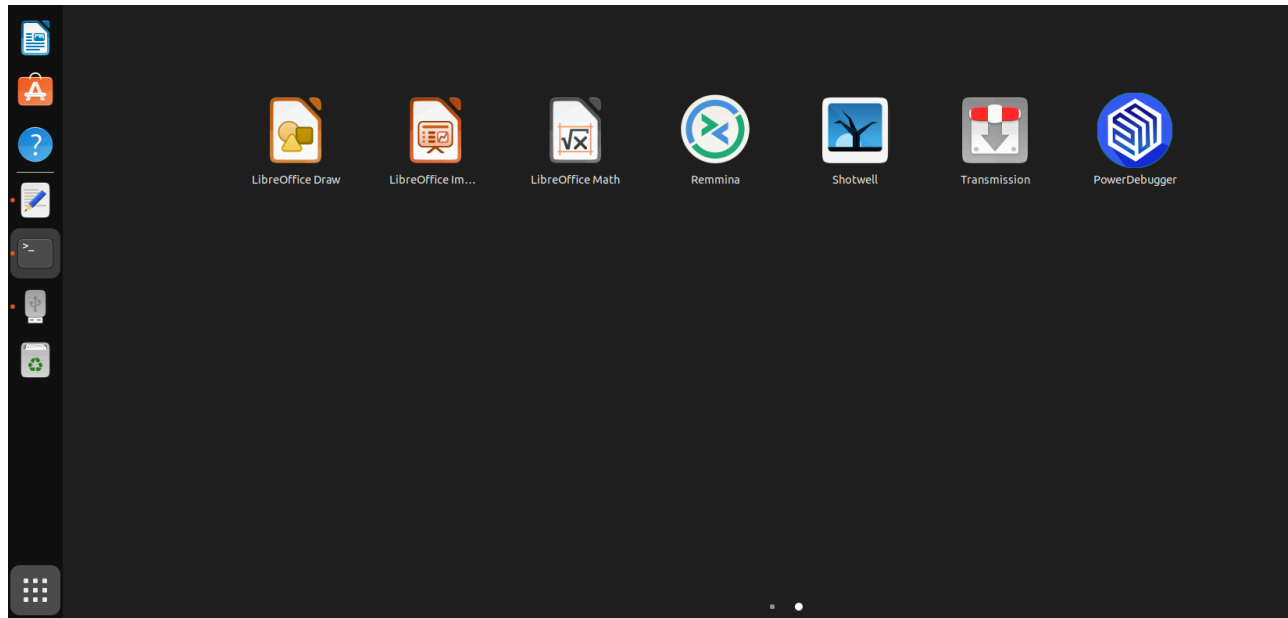 LibreOffice Draw
LibreOffice Im...
LibreOffice Math
Remmina
Shotwell
Transmission
PowerDebugger